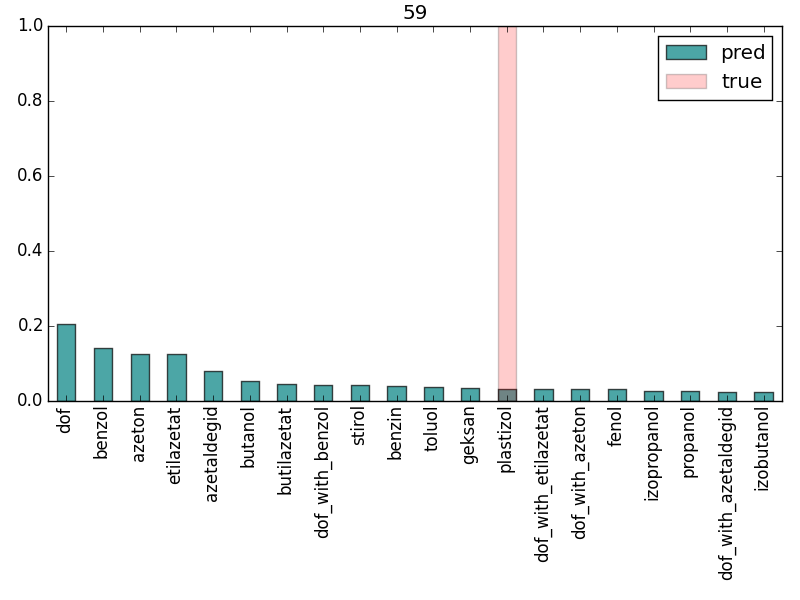 59
1.0
0.8
0.6
0.4
0.2
0.0
pred
true
dof
benzol
azeton
etilazetat
azetaldegid
butanol
butilazetat
dof_with_benzol
stirol
benzin
toluol
geksan
plastizol
dof_with_etilazetat
dof_with_azeton
fenol
izopropanol
propanol
dof_with_azetaldegid
izobutanol